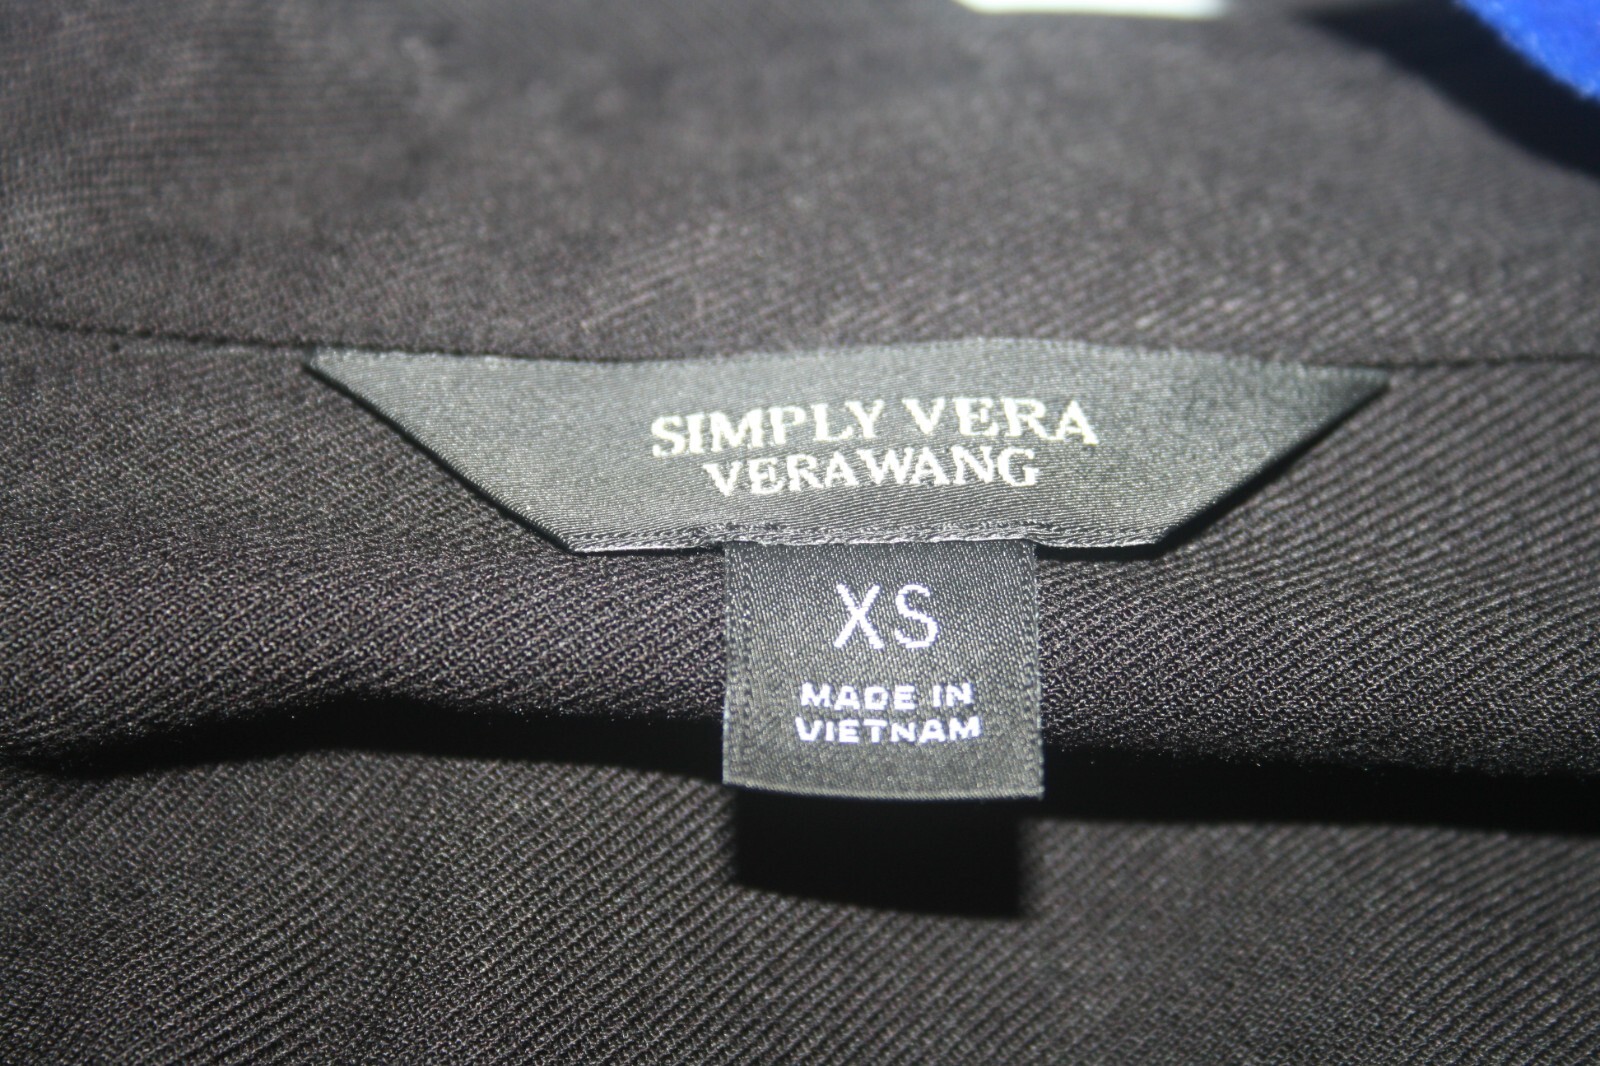 SIMPLY VERA
VERAWANG
XS
MADE IN
VIETNAM